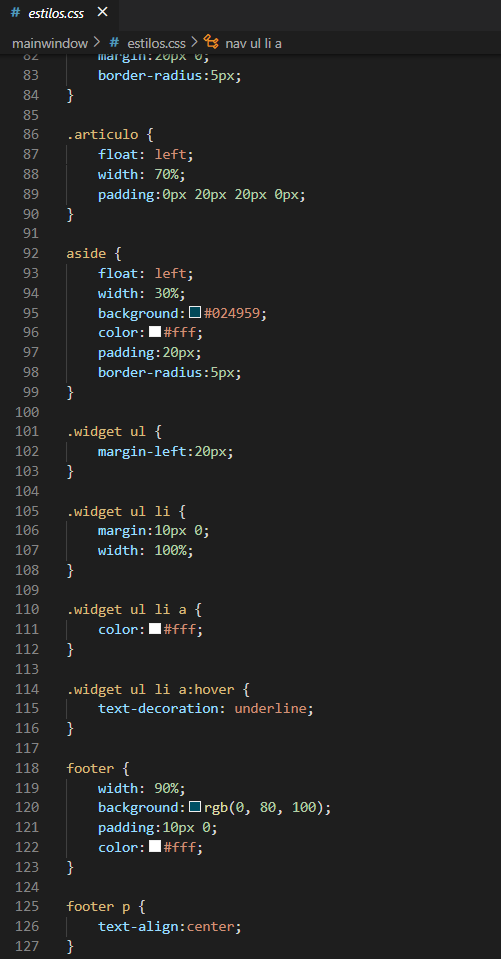 # estilos.css ×
mainwindow > # estilos.css > nav ul li a
82 margin:20px 0;
83 border-radius:5px;
84 }
85
86 .articulo {
87 float: left;
88 width: 70%;
89 padding:0px 20px 20px 0px;
90 }
91
92 aside {
93 float: left;
94 width: 30%;
95 background:#024959;
96 color:#fff;
97 padding:20px;
98 border-radius:5px;
99 }
100
101 .widget ul {
102 margin-left:20px;
103 }
104
105 .widget ul li {
106 margin:10px 0;
107 width: 100%;
108 }
109
110 .widget ul li a {
111 color:#fff;
112 }
113
114 .widget ul li a:hover {
115 text-decoration: underline;
116 }
117
118 footer {
119 width: 90%;
120 background:rgb(0, 80, 100);
121 padding:10px 0;
122 color:#fff;
123 }
124
125 footer p {
126 text-align:center;
127 }